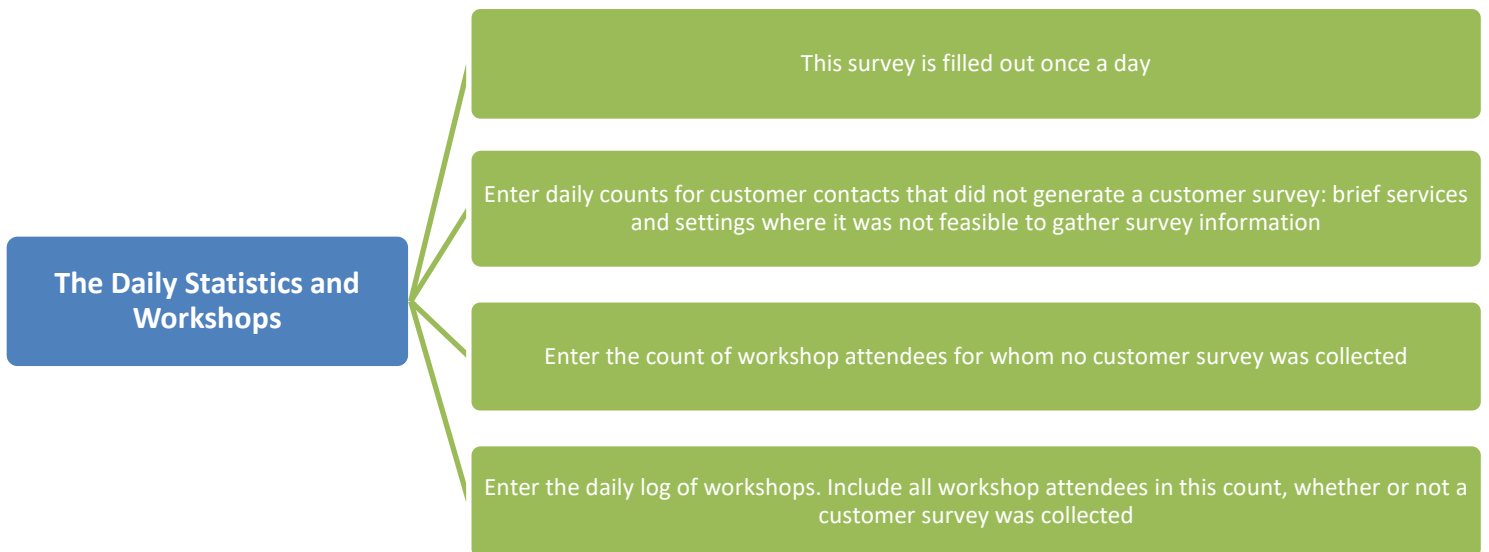 This survey is filled out once a day
Enter daily counts for customer contacts that did not generate a customer survey: brief services
and settings where it was not feasible to gather survey information
The Daily Statistics and
Workshops
Enter the count of workshop attendees for whom no customer survey was collected
Enter the daily log of workshops. Include all workshop attendees in this count, whether or not a
customer survey was collected